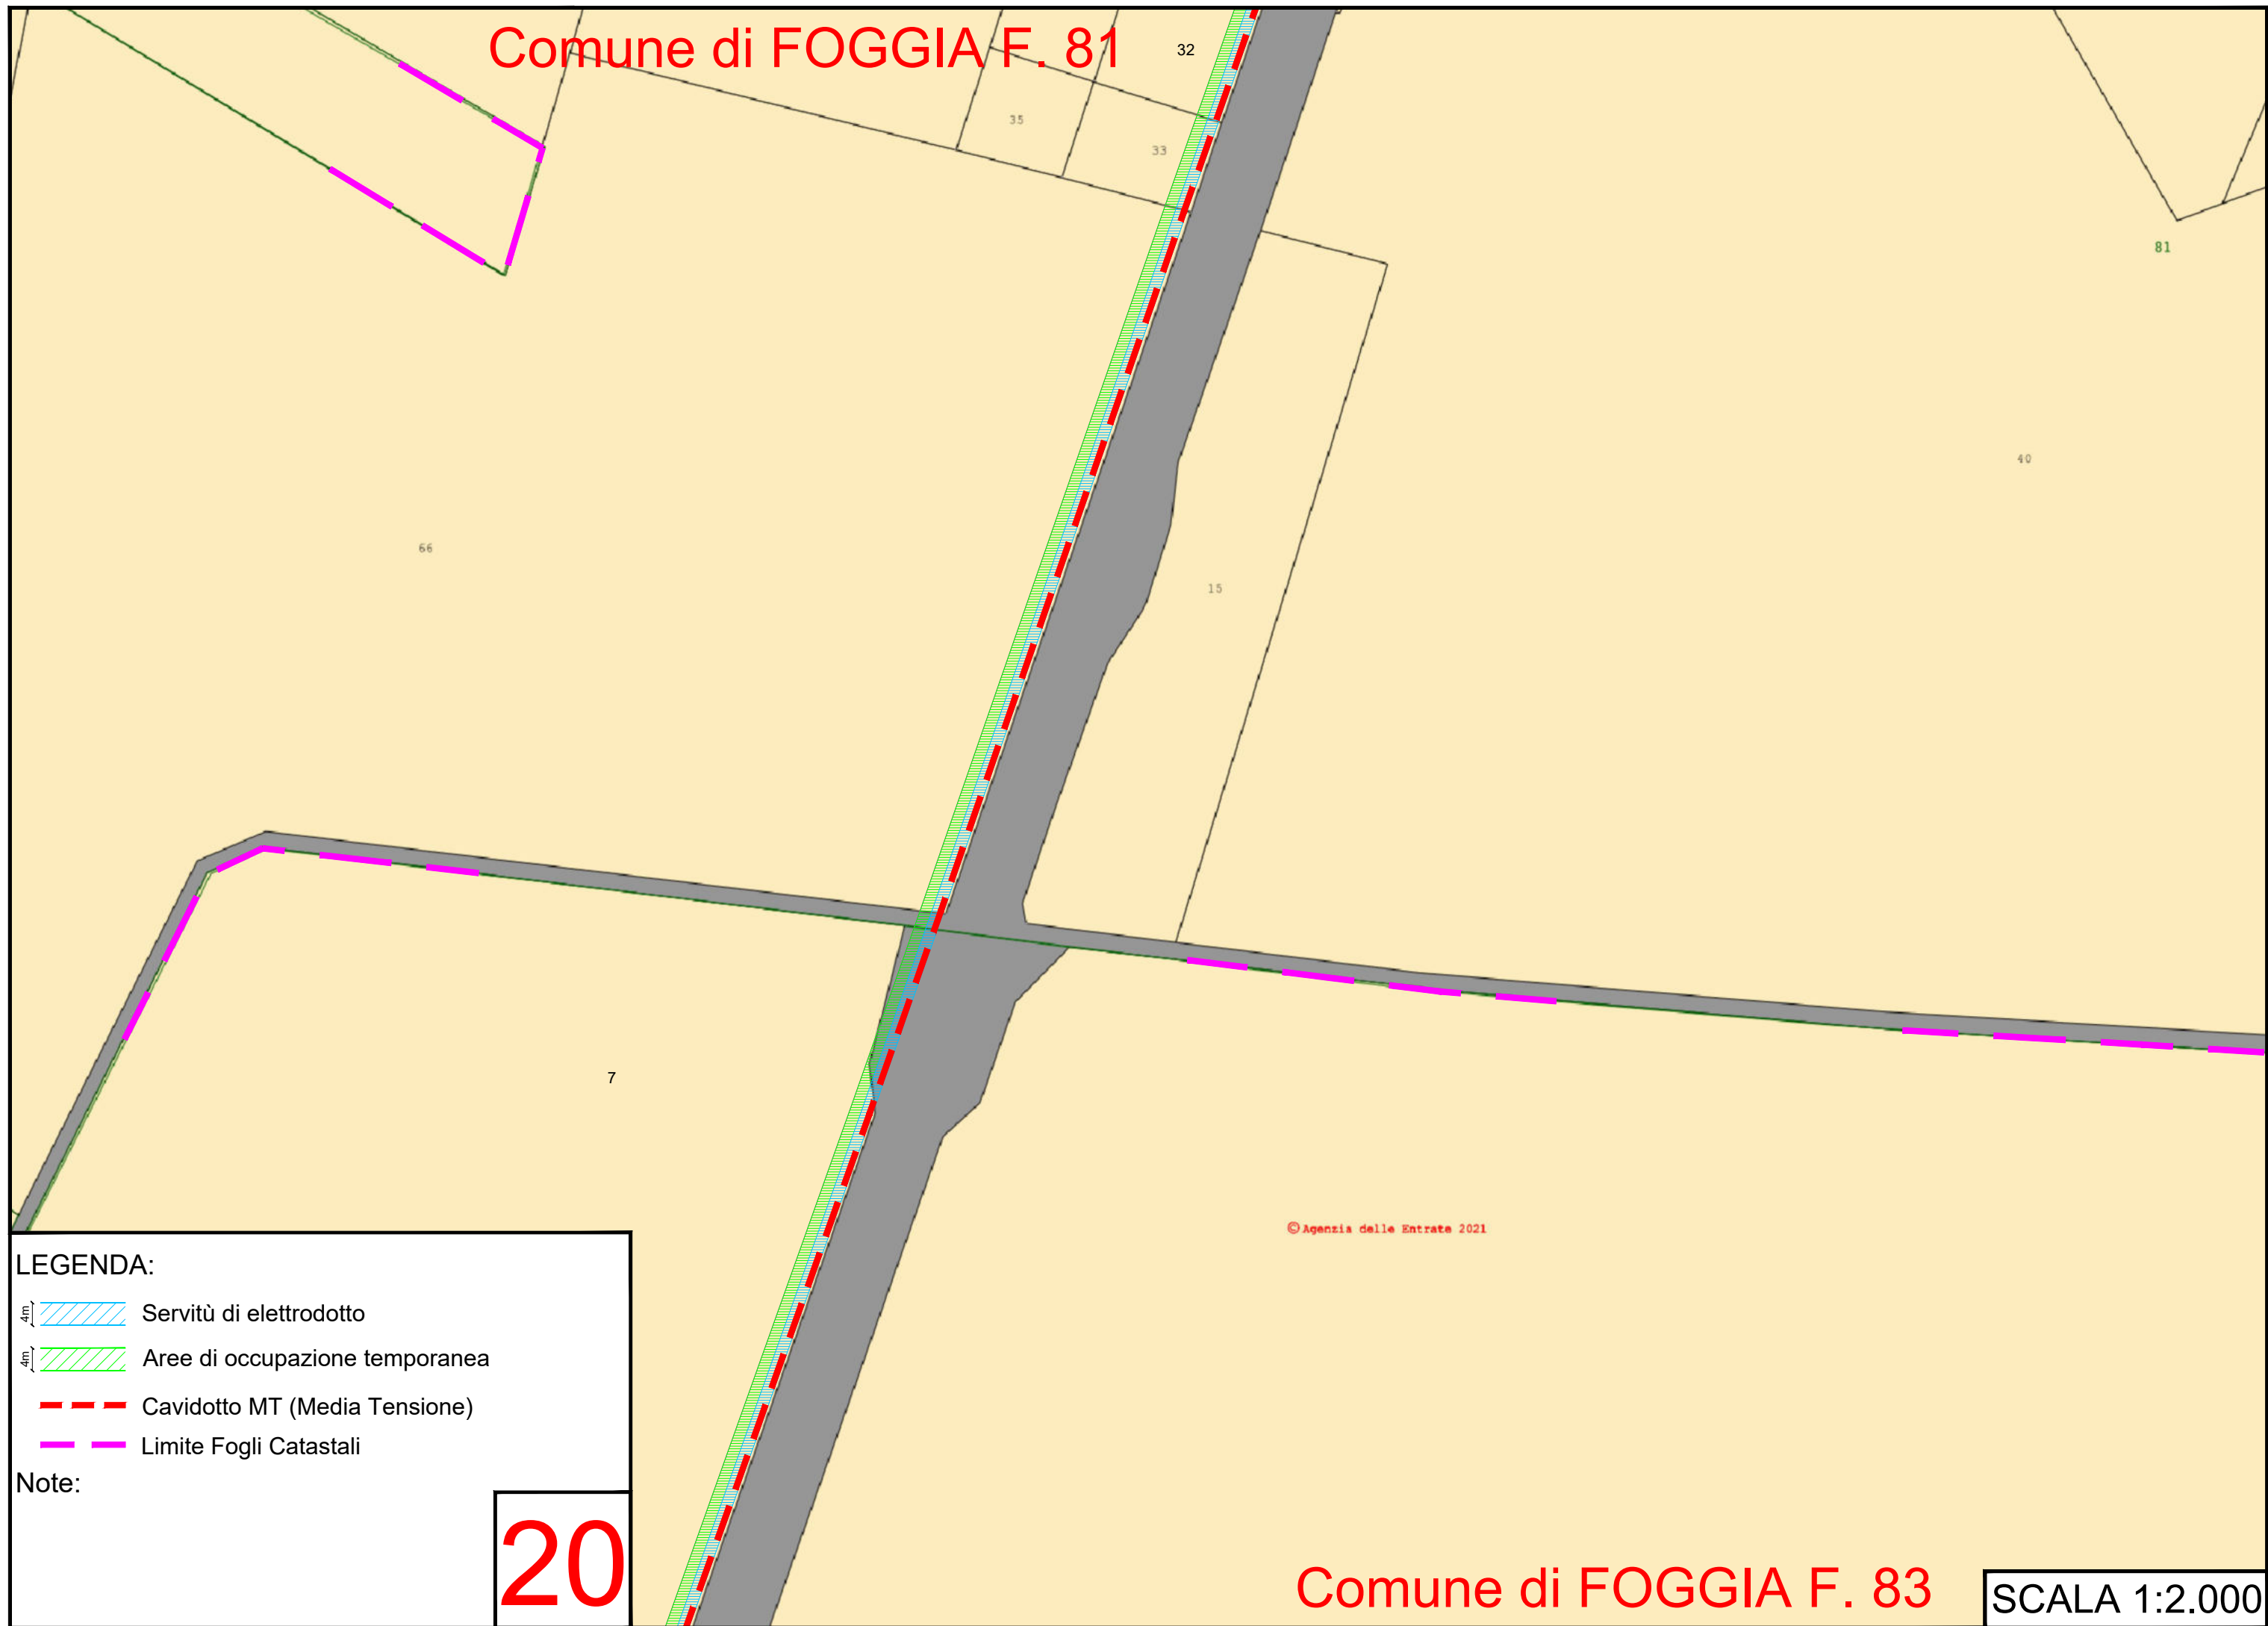 Comune di FOGGIA F. 81
32
35
33
81
40
66
15
7
©Agenzia delle Entrate 2021
LEGENDA:
4m Servitù di elettrodotto
4m Aree di occupazione temporanea
Cavidotto MT (Media Tensione)
Limite Fogli Catastali
Note:
20
Comune di FOGGIA F. 83
SCALA 1:2.000